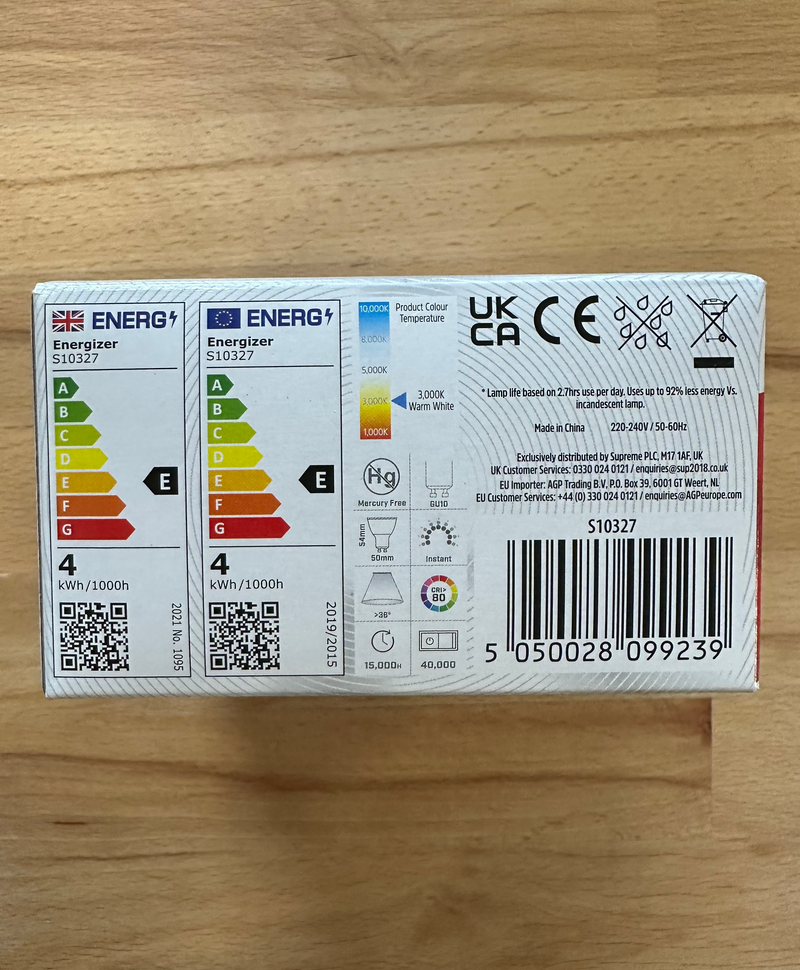 ENERG
Energizer
S10327
A
B
C
D
E
F
G
E
4
kWh/1000h
2021 No. 1095
ENERG
Energizer
S10327
A
B
C
D
E
F
G
E
4
kWh/1000h
2019/2015
10,000K
8,000K
5,000K
3,000K
1,000K
Product Colour
Temperature
3,000K
Warm White
Hg
Mercury Free
GU10
54mm
50mm
Instant
>36°
CRI>
80
15,000H
40,000
UK
CA
CE
* Lamp life based on 2.7hrs use per day. Uses up to 92% less energy Vs.
incandescent lamp.
Made in China 220-240V / 50-60Hz
Exclusively distributed by Supreme PLC, M17 1AF, UK
UK Customer Services: 0330 024 0121 / enquiries@sup2018.co.uk
EU Importer: AGP Trading B.V, P.O. Box 39, 6001 GT Weert, NL
EU Customer Services: +44 (0) 330 024 0121 / enquiries@AGPeurope.com
S10327
5 050028 099239